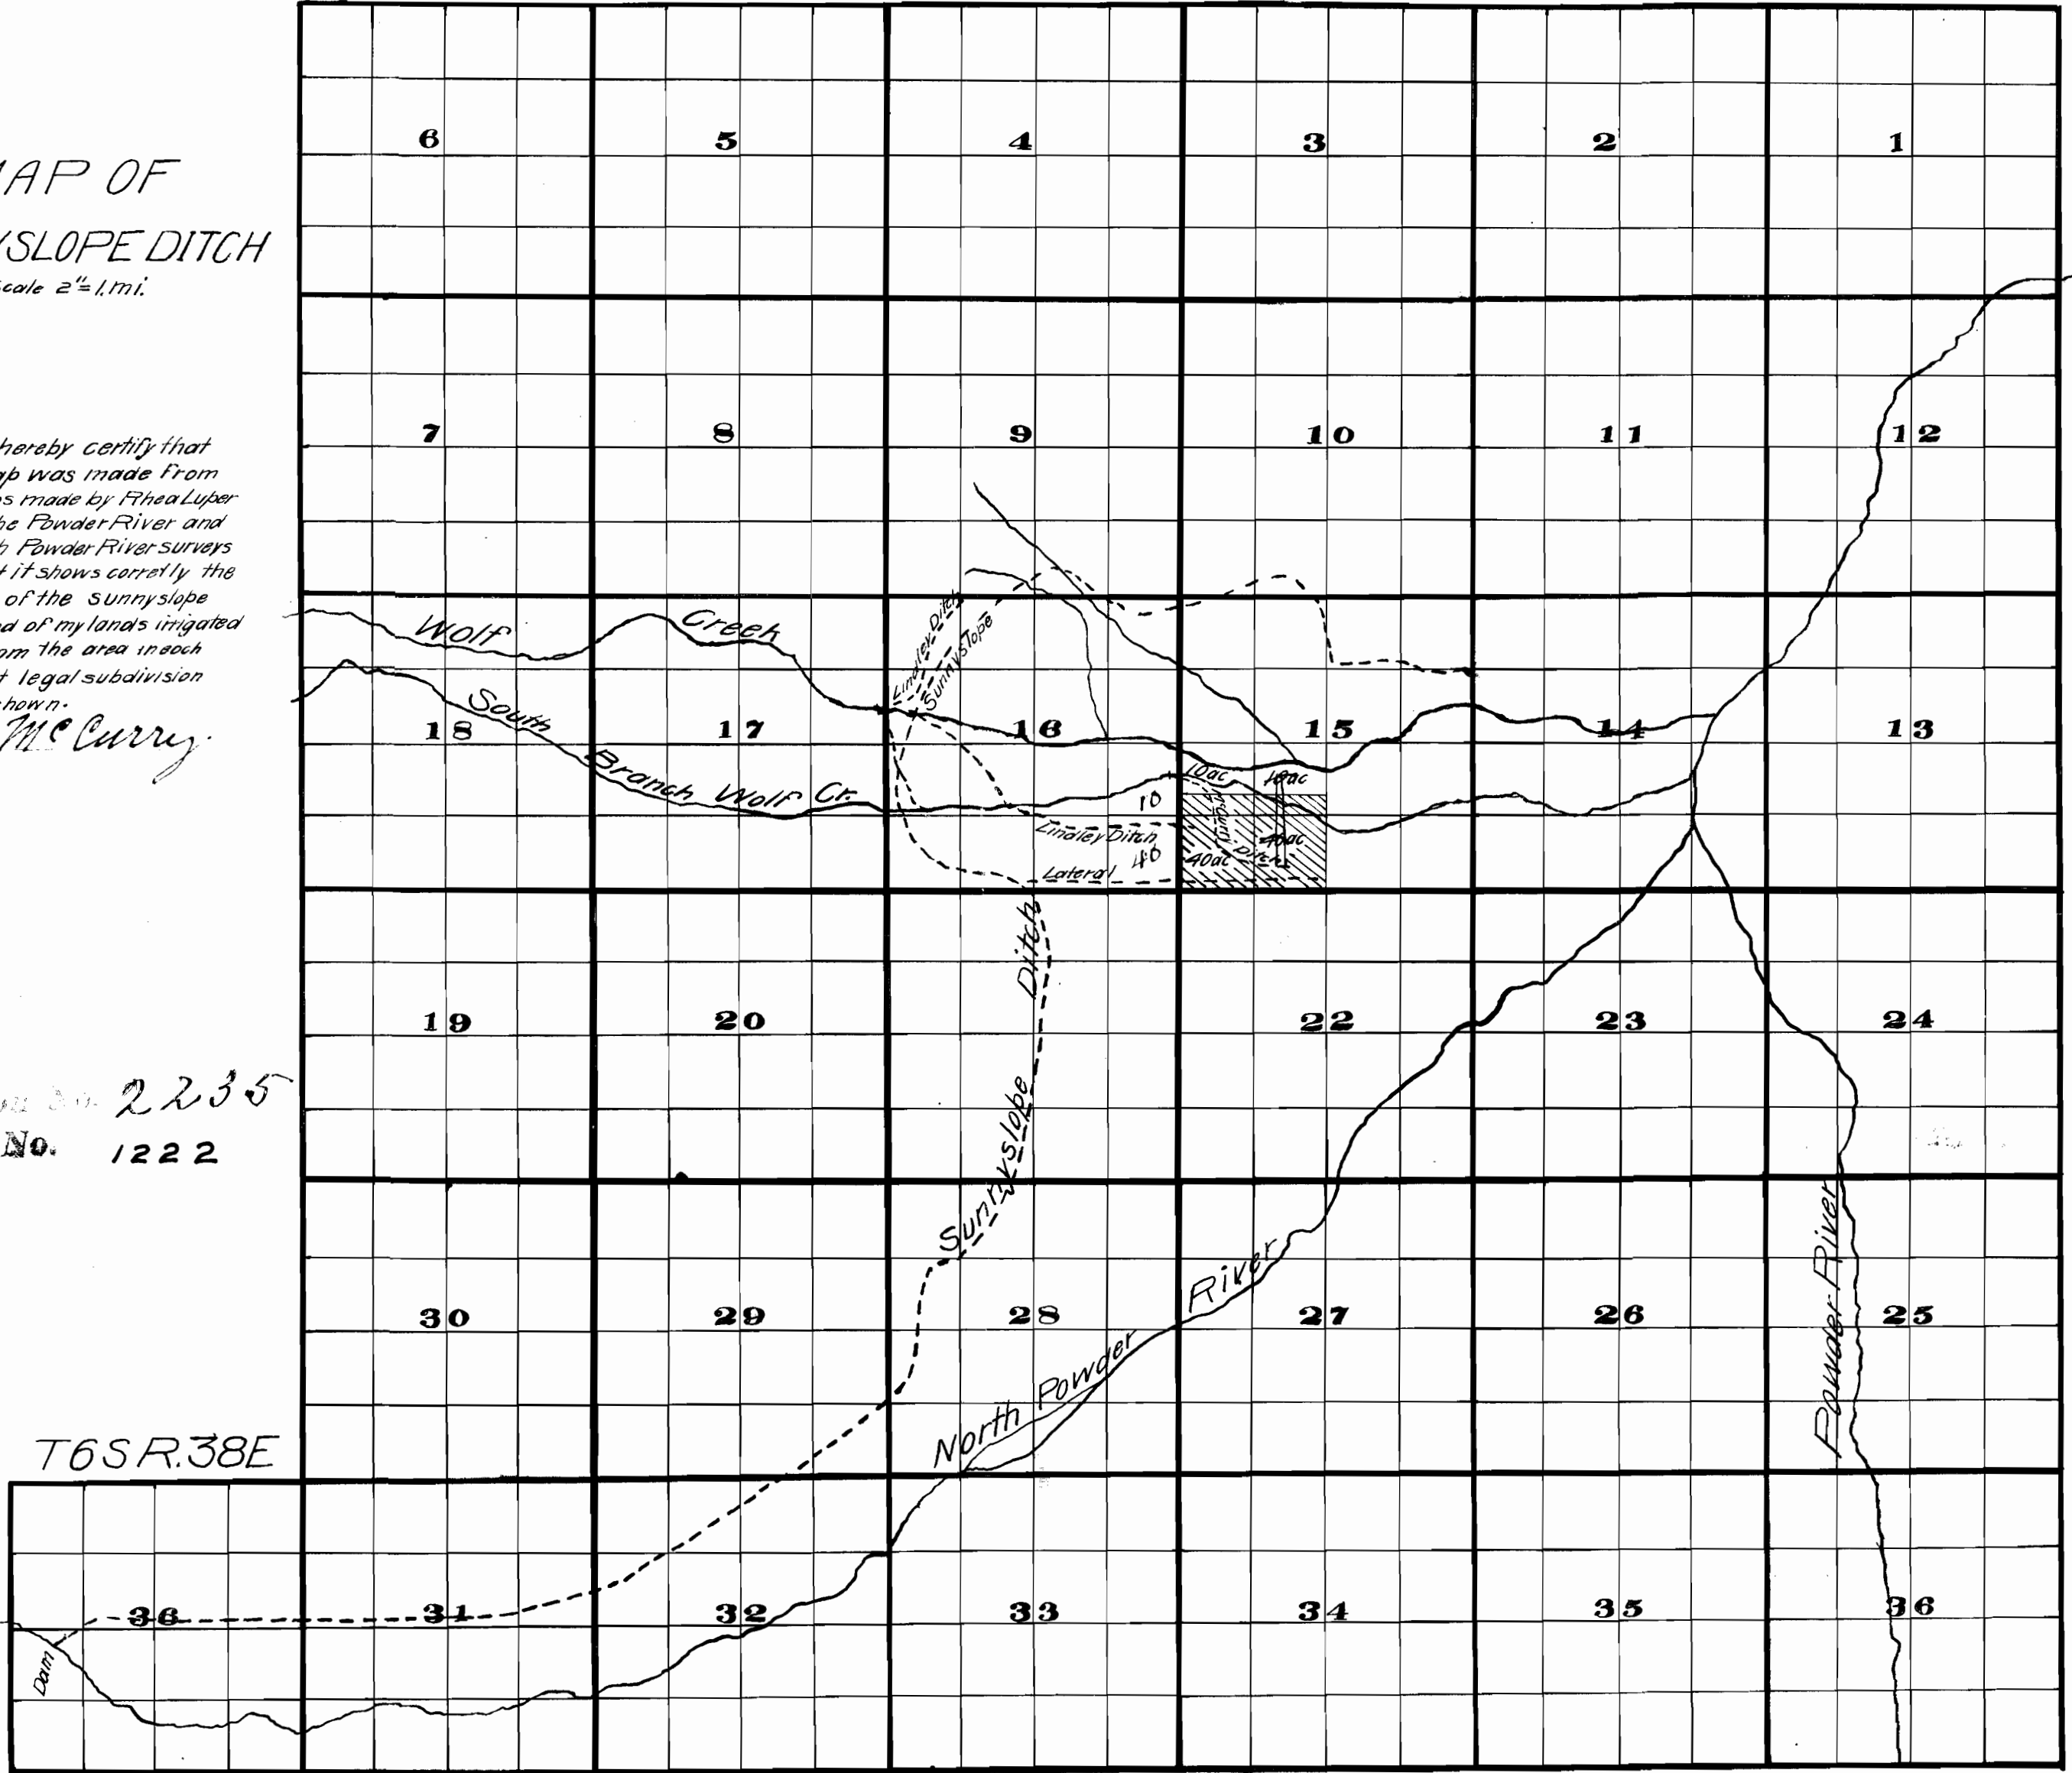 MAP OF
YSLOPE DITCH
Scale 2"=1.mi.
hereby certify that
ap was made from
s made by Rhea Luper
he Powder River and
h Powder River surveys
t it shows corretly the
of the sunnyslope
d of my lands irrigated
om the area in each
t legal subdivision
hown.
McCurry.
2235
No. 1222
T6S R.38E
6 5 4 3 2 1
7 8 9 10 11 12
Wolf Creek
Lindley Ditch
Sunnyslope
South Branch Wolf Cr.
18 17 16 15 14 13
10ac 10ac
10
Lindley Ditch
40
40ac 40ac
McCurry Ditch
Lateral
Sunnyslope Ditch
19 20 22 23 24
30 29 28 27 26 25
North Powder River
Powder River
36 31 32 33 34 35 36
Dam